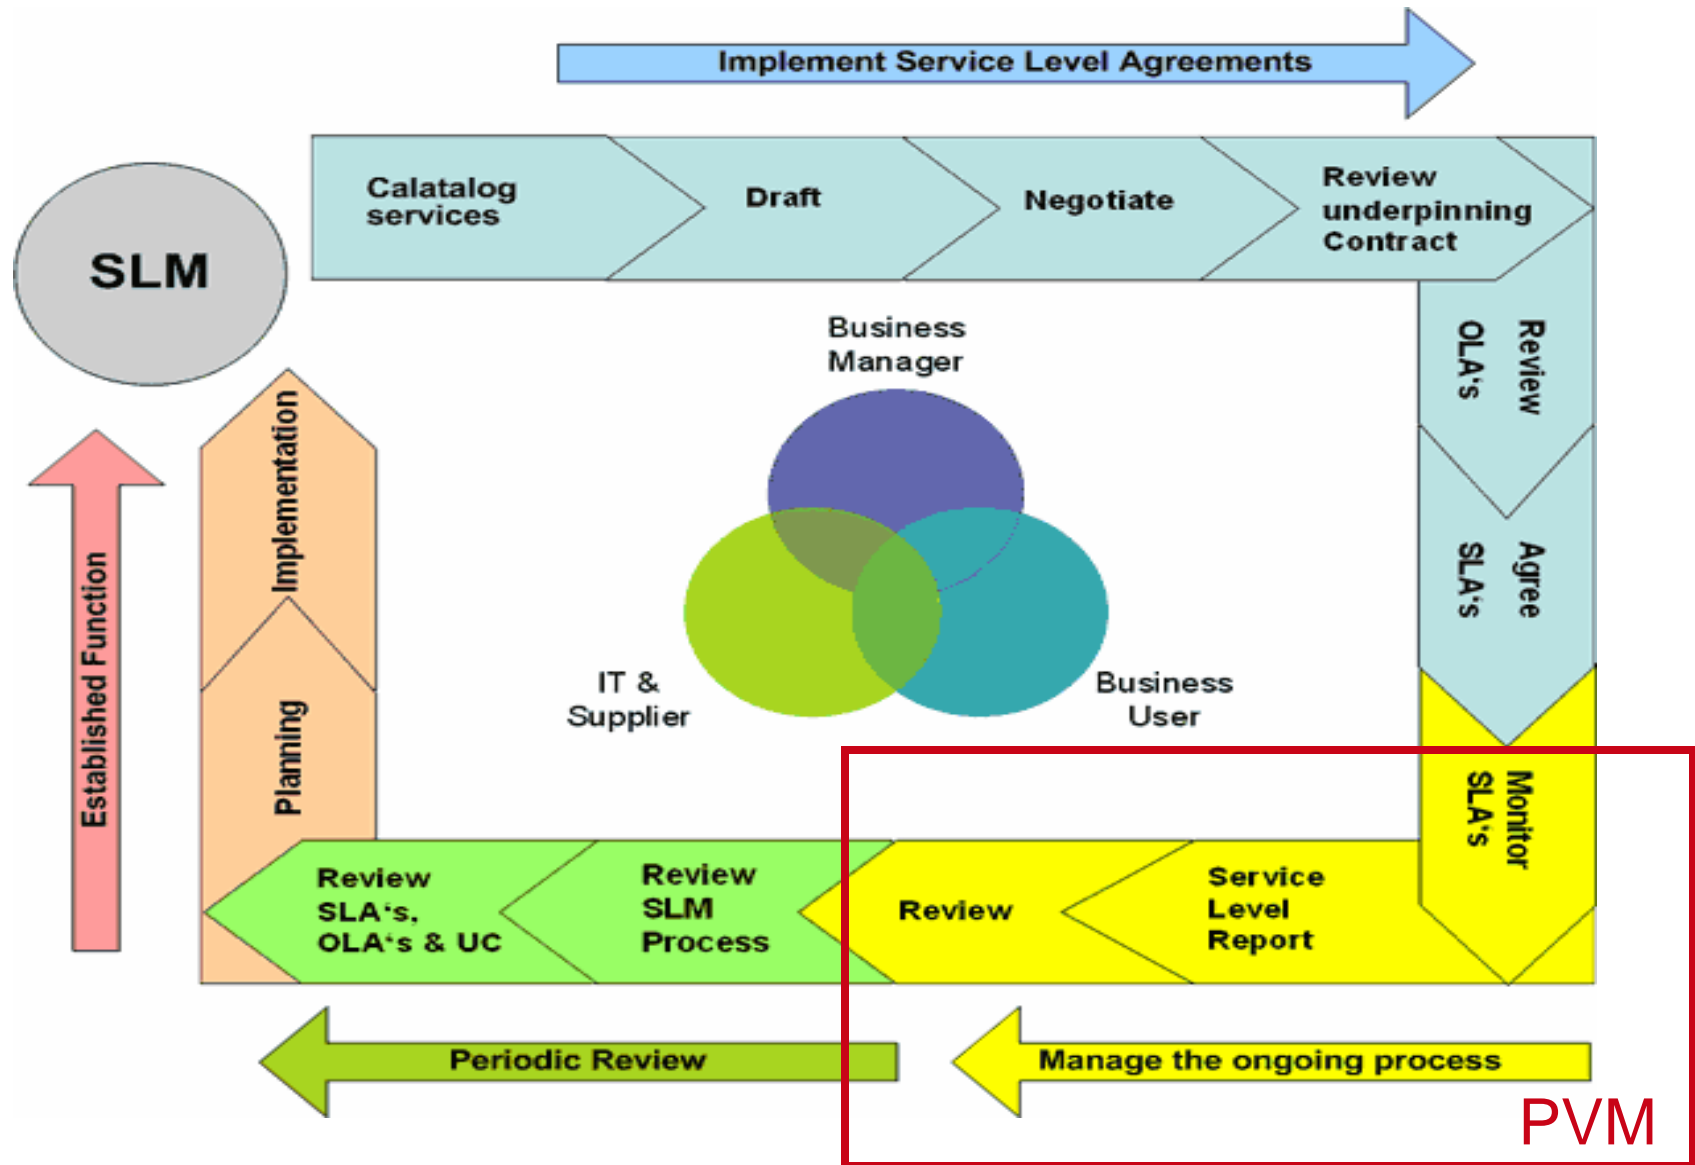 Implement Service Level Agreements
SLM
Calatalog
services
Draft
Negotiate
Review
underpinning
Contract
Review
OLA‘s
Agree
SLA‘s
Monitor
SLA‘s
Business
Manager
IT &
Supplier
Business
User
Service
Level
Report
Review
Review
SLM
Process
Review
SLA‘s,
OLA‘s & UC
Planning
Implementation
Established Function
Periodic Review
Manage the ongoing process
PVM